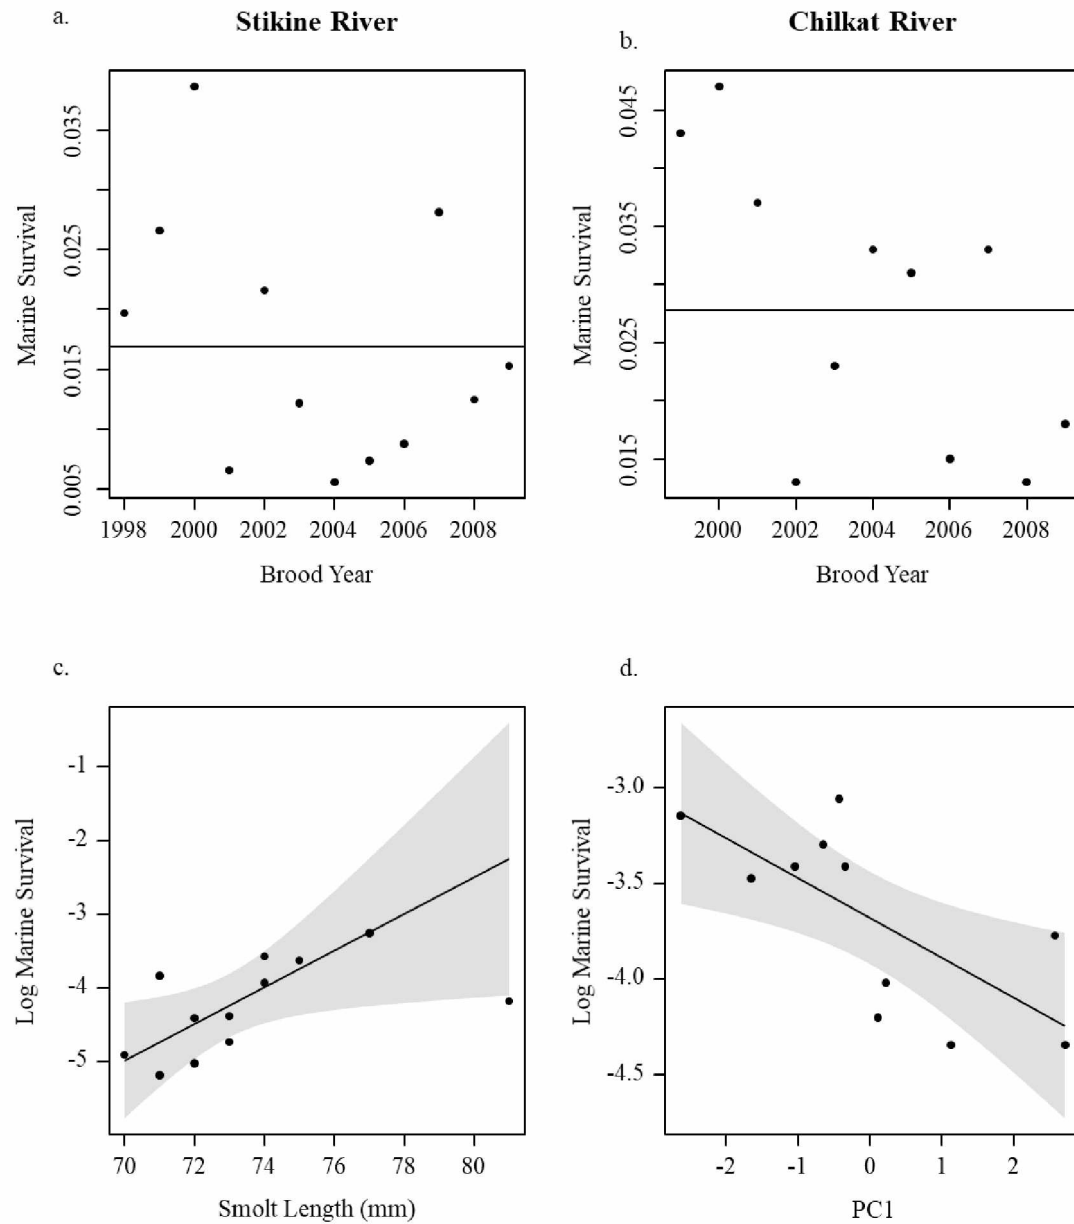 a.
Stikine River
b.
Chilkat River
Marine Survival
0.035
0.025
0.015
0.005
1998 2000 2002 2004 2006 2008
Brood Year
Marine Survival
0.045
0.035
0.025
0.015
2000 2002 2004 2006 2008
Brood Year
c.
d.
Log Marine Survival
-1
-2
-3
-4
-5
70 72 74 76 78 80
Smolt Length (mm)
Log Marine Survival
-3.0
-3.5
-4.0
-4.5
-2 -1 0 1 2
PC1